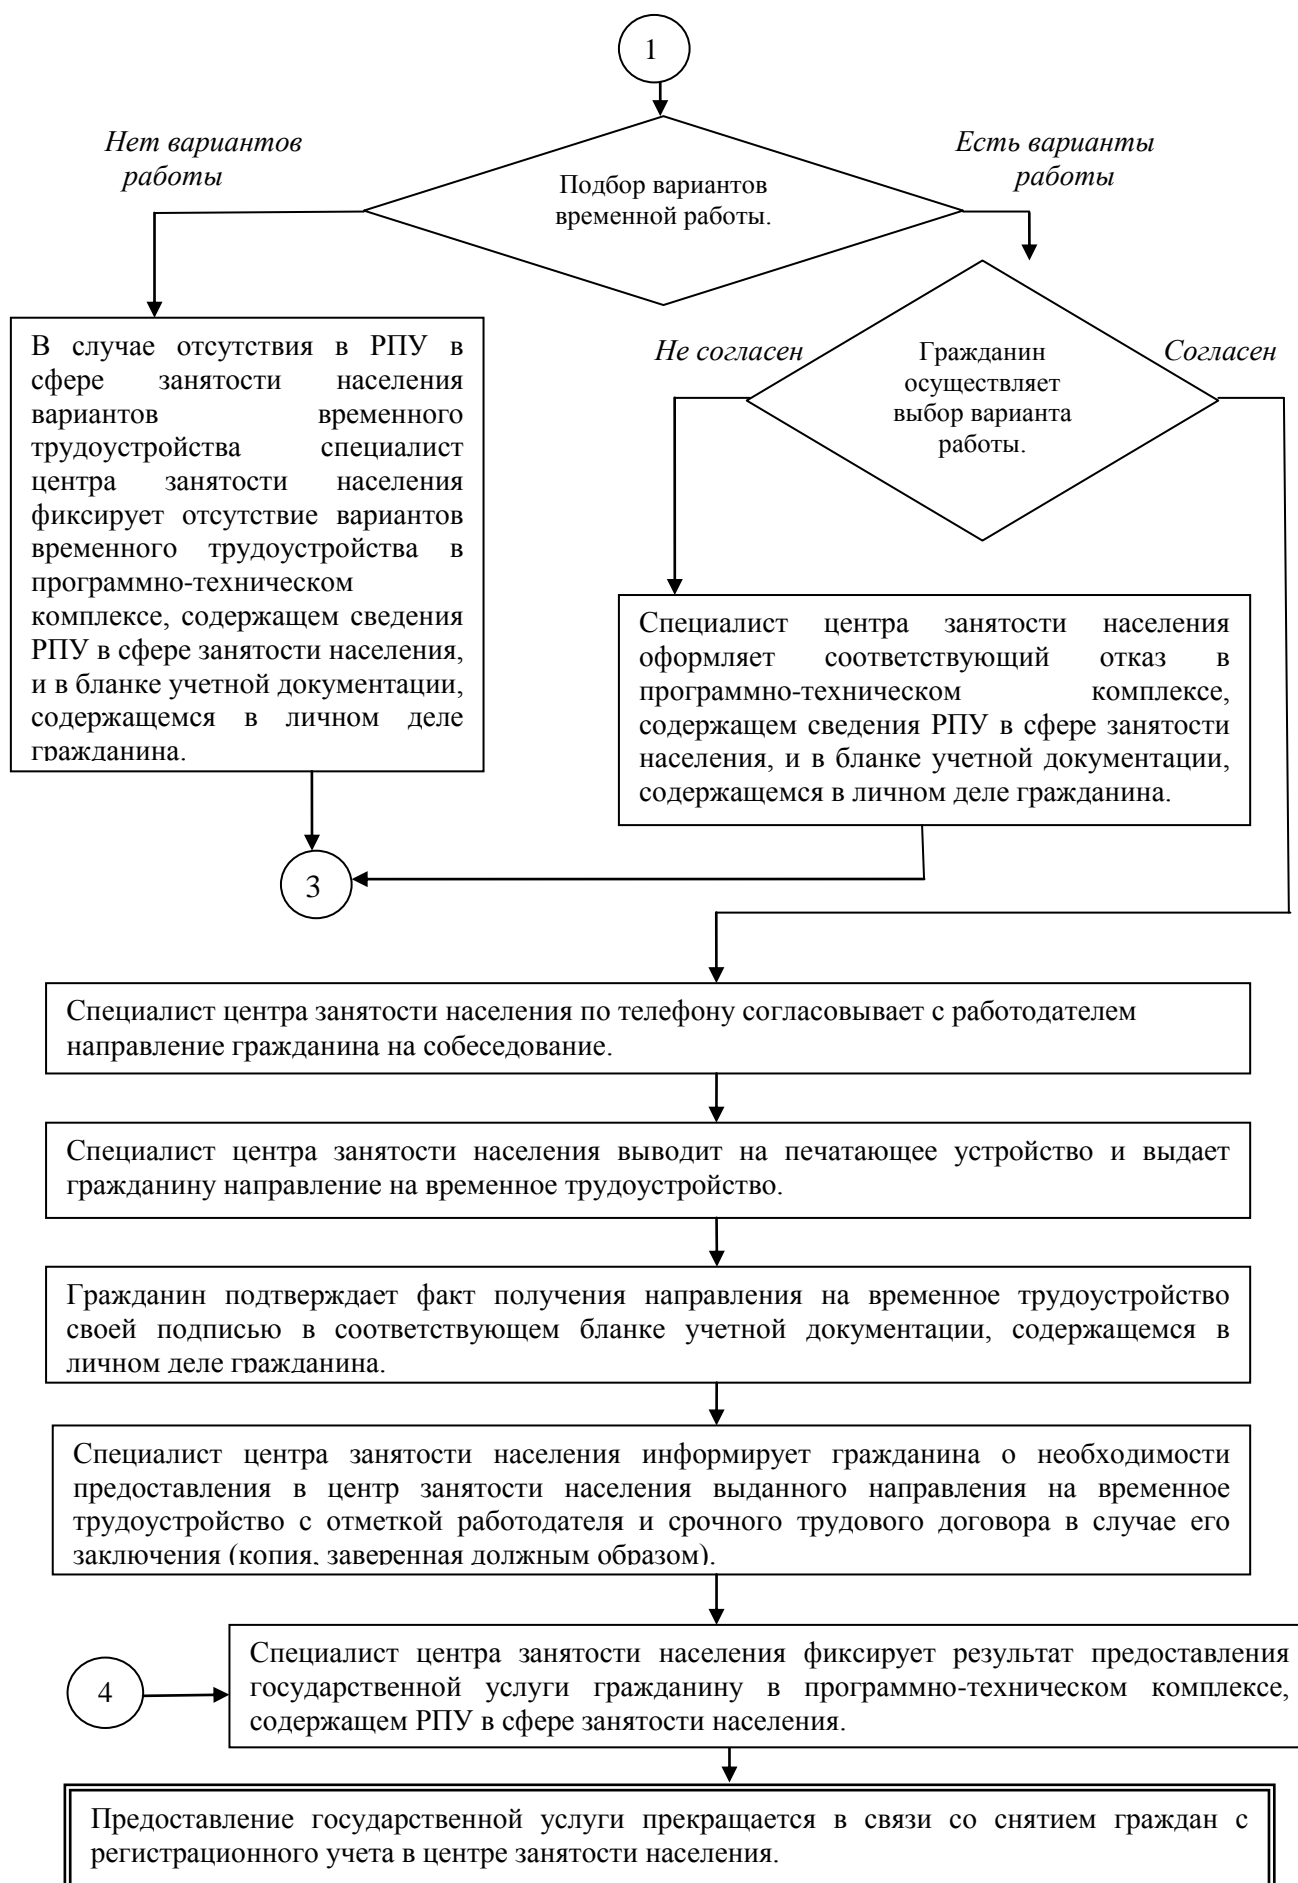 1
Нет вариантов
работы
Есть варианты
работы
Подбор вариантов
временной работы.
В случае отсутствия в РПУ в
сфере занятости населения
вариантов временного
трудоустройства специалист
центра занятости населения
фиксирует отсутствие вариантов
временного трудоустройства в
программно-техническом
комплексе, содержащем сведения
РПУ в сфере занятости населения,
и в бланке учетной документации,
содержащемся в личном деле
гражданина.
Не согласен
Гражданин
осуществляет
выбор варианта
работы.
Согласен
Специалист центра занятости населения
оформляет соответствующий отказ в
программно-техническом комплексе,
содержащем сведения РПУ в сфере занятости
населения, и в бланке учетной документации,
содержащемся в личном деле гражданина.
3
Специалист центра занятости населения по телефону согласовывает с работодателем
направление гражданина на собеседование.
Специалист центра занятости населения выводит на печатающее устройство и выдает
гражданину направление на временное трудоустройство.
Гражданин подтверждает факт получения направления на временное трудоустройство
своей подписью в соответствующем бланке учетной документации, содержащемся в
личном деле гражданина.
Специалист центра занятости населения информирует гражданина о необходимости
предоставления в центр занятости населения выданного направления на временное
трудоустройство с отметкой работодателя и срочного трудового договора в случае его
заключения (копия, заверенная должным образом).
4
Специалист центра занятости населения фиксирует результат предоставления
государственной услуги гражданину в программно-техническом комплексе,
содержащем РПУ в сфере занятости населения.
Предоставление государственной услуги прекращается в связи со снятием граждан с
регистрационного учета в центре занятости населения.